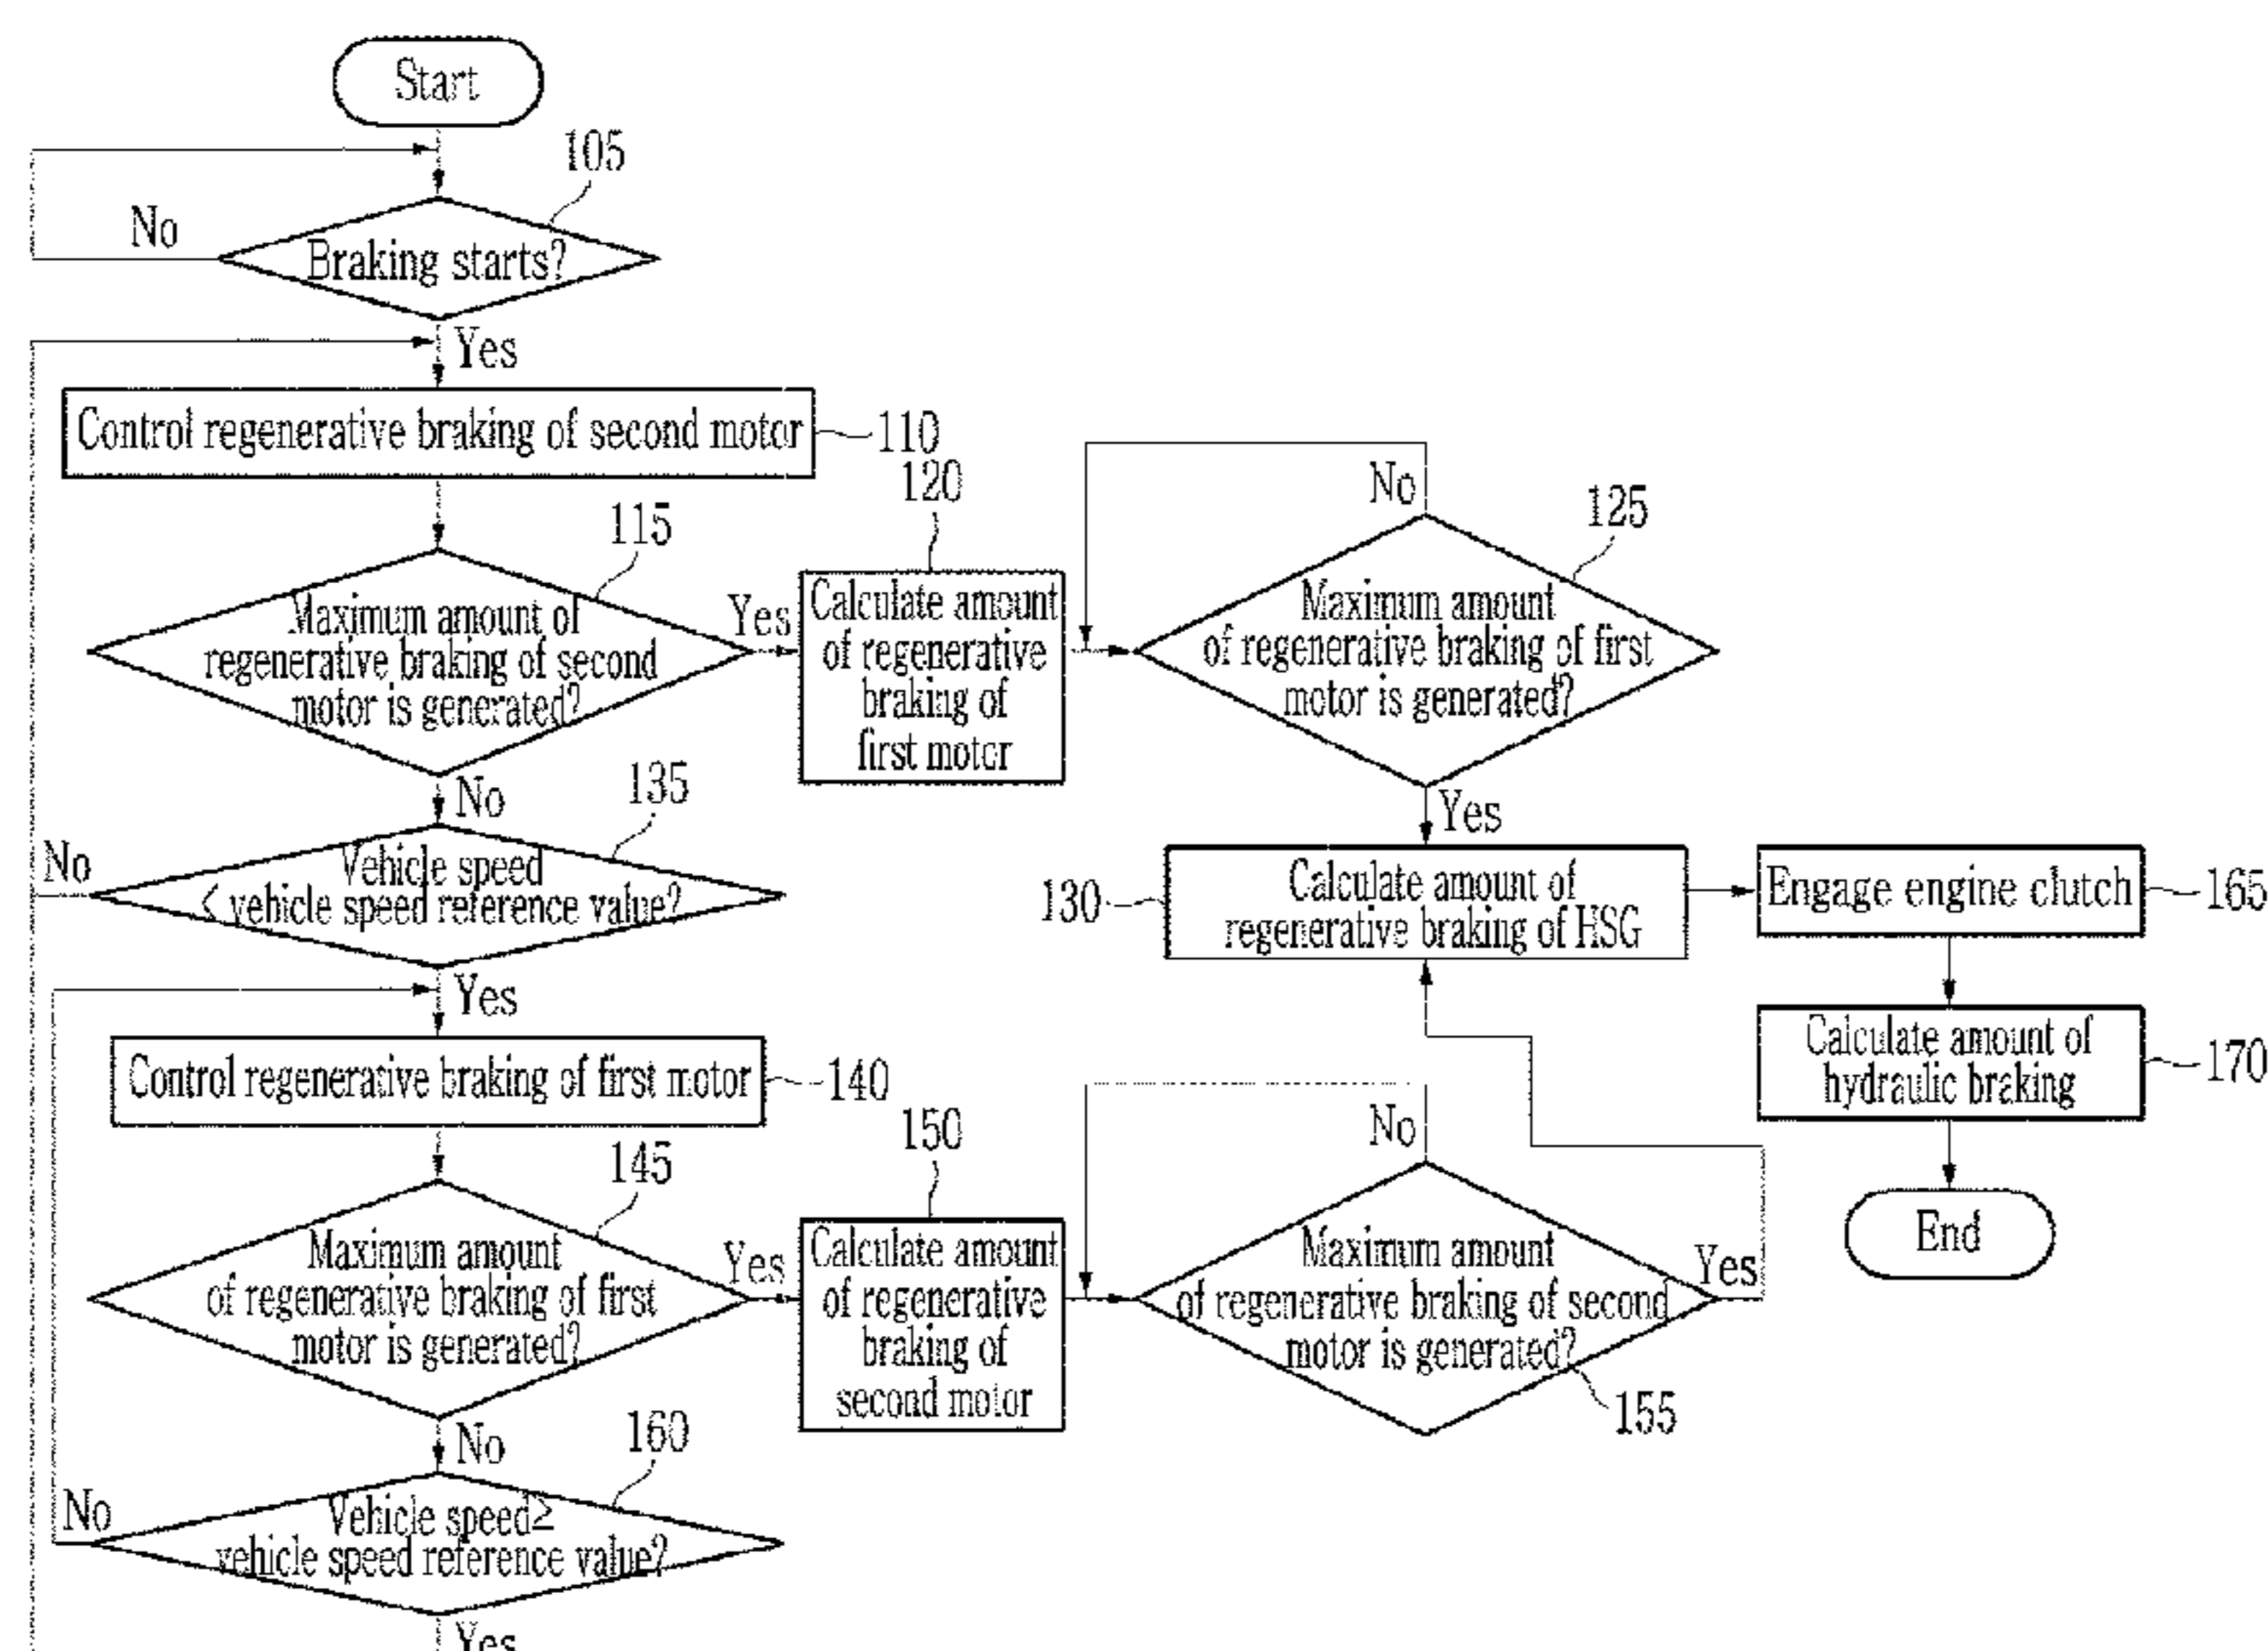 Start
105
No
Braking starts?
Yes
Control regenerative braking of second motor
110
115
Maximum amount of
regenerative braking of second
motor is generated?
Yes
120
Calculate amount
of regenerative
braking of
first motor
No
125
Maximum amount
of regenerative braking of first
motor is generated?
Yes
No
135
No
Vehicle speed
< vehicle speed reference value?
Yes
130
Calculate amount of
regenerative braking of HSG
Engage engine clutch
165
Calculate amount of
hydraulic braking
170
End
Control regenerative braking of first motor
140
145
Maximum amount
of regenerative braking of first
motor is generated?
Yes
150
Calculate amount
of regenerative
braking of
second motor
No
Maximum amount
of regenerative braking of second
motor is generated?
Yes
155
No
160
No
Vehicle speed≥
vehicle speed reference value?
Yes